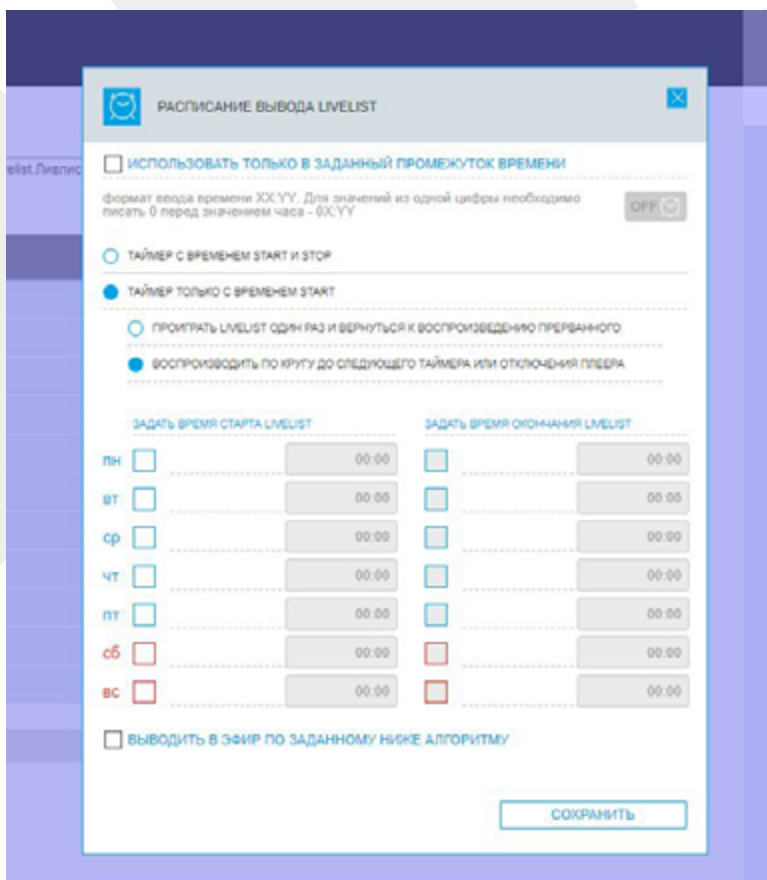 РАСПИСАНИЕ ВЫВОДА LIVELIST
elist.Ливлис
ИСПОЛЬЗОВАТЬ ТОЛЬКО В ЗАДАННЫЙ ПРОМЕЖУТОК ВРЕМЕНИ
формат ввода времени XX:YY. Для значений из одной цифры необходимо
писать 0 перед значением часа - 0X:YY
OFF
ТАЙМЕР С ВРЕМЕНЕМ START И STOP
ТАЙМЕР ТОЛЬКО С ВРЕМЕНЕМ START
ПРОИГРАТЬ LIVELIST ОДИН РАЗ И ВЕРНУТЬСЯ К ВОСПРОИЗВЕДЕНИЮ ПРЕРВАННОГО
ВОСПРОИЗВОДИТЬ ПО КРУГУ ДО СЛЕДУЮЩЕГО ТАЙМЕРА ИЛИ ОТКЛЮЧЕНИЯ ПЛЕЕРА
ЗАДАТЬ ВРЕМЯ СТАРТА LIVELIST ЗАДАТЬ ВРЕМЯ ОКОНЧАНИЯ LIVELIST
пн 00:00 00:00
вт 00:00 00:00
ср 00:00 00:00
чт 00:00 00:00
пт 00:00 00:00
сб 00:00 00:00
вс 00:00 00:00
ВЫВОДИТЬ В ЭФИР ПО ЗАДАННОМУ НИЖЕ АЛГОРИТМУ
СОХРАНИТЬ